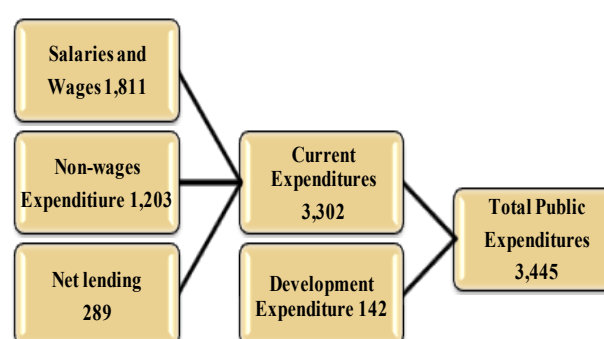 Salaries and
Wages 1,811
Non-wages
Expenditiure 1,203
Net lending
289
Current
Expenditures
3,302
Development
Expenditure 142
Total Public
Expenditures
3,445